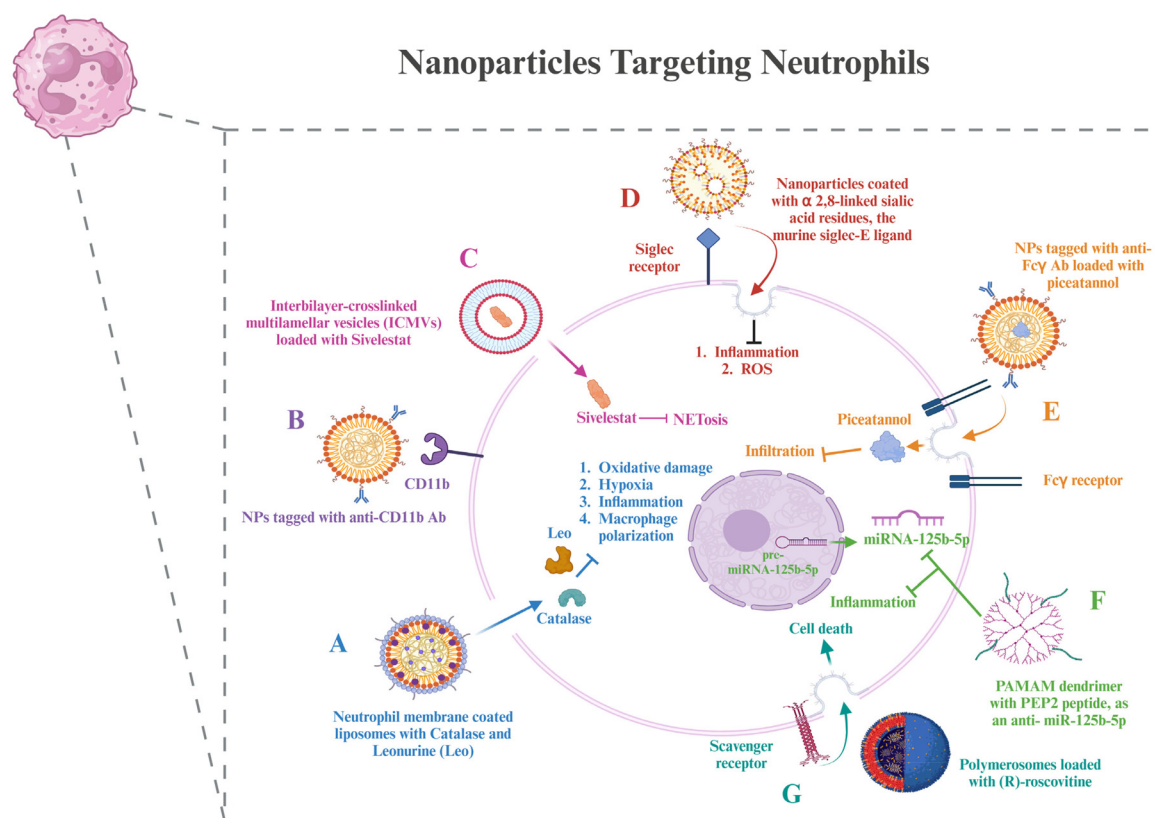 Nanoparticles Targeting Neutrophils
D
Nanoparticles coated
with α 2,8-linked sialic
acid residues, the
murine siglec-E ligand
Siglec
receptor
1. Inflammation
2. ROS
C
Interbilayer-crosslinked
multilamellar vesicles (ICMVs)
loaded with Sivelestat
Sivelestat
NETosis
NPs tagged with anti-
Fcγ Ab loaded with
piceatannol
E
Piceatannol
Infiltration
Fcγ receptor
B
CD11b
NPs tagged with anti-CD11b Ab
1. Oxidative damage
2. Hypoxia
3. Inflammation
4. Macrophage
polarization
Leo
Catalase
A
Neutrophil membrane coated
liposomes with Catalase and
Leonurine (Leo)
pre-
miRNA-125b-5p
miRNA-125b-5p
Inflammation
F
PAMAM dendrimer
with PEP2 peptide, as
an anti- miR-125b-5p
Cell death
Scavenger
receptor
G
Polymerosomes loaded
with (R)-roscovitine